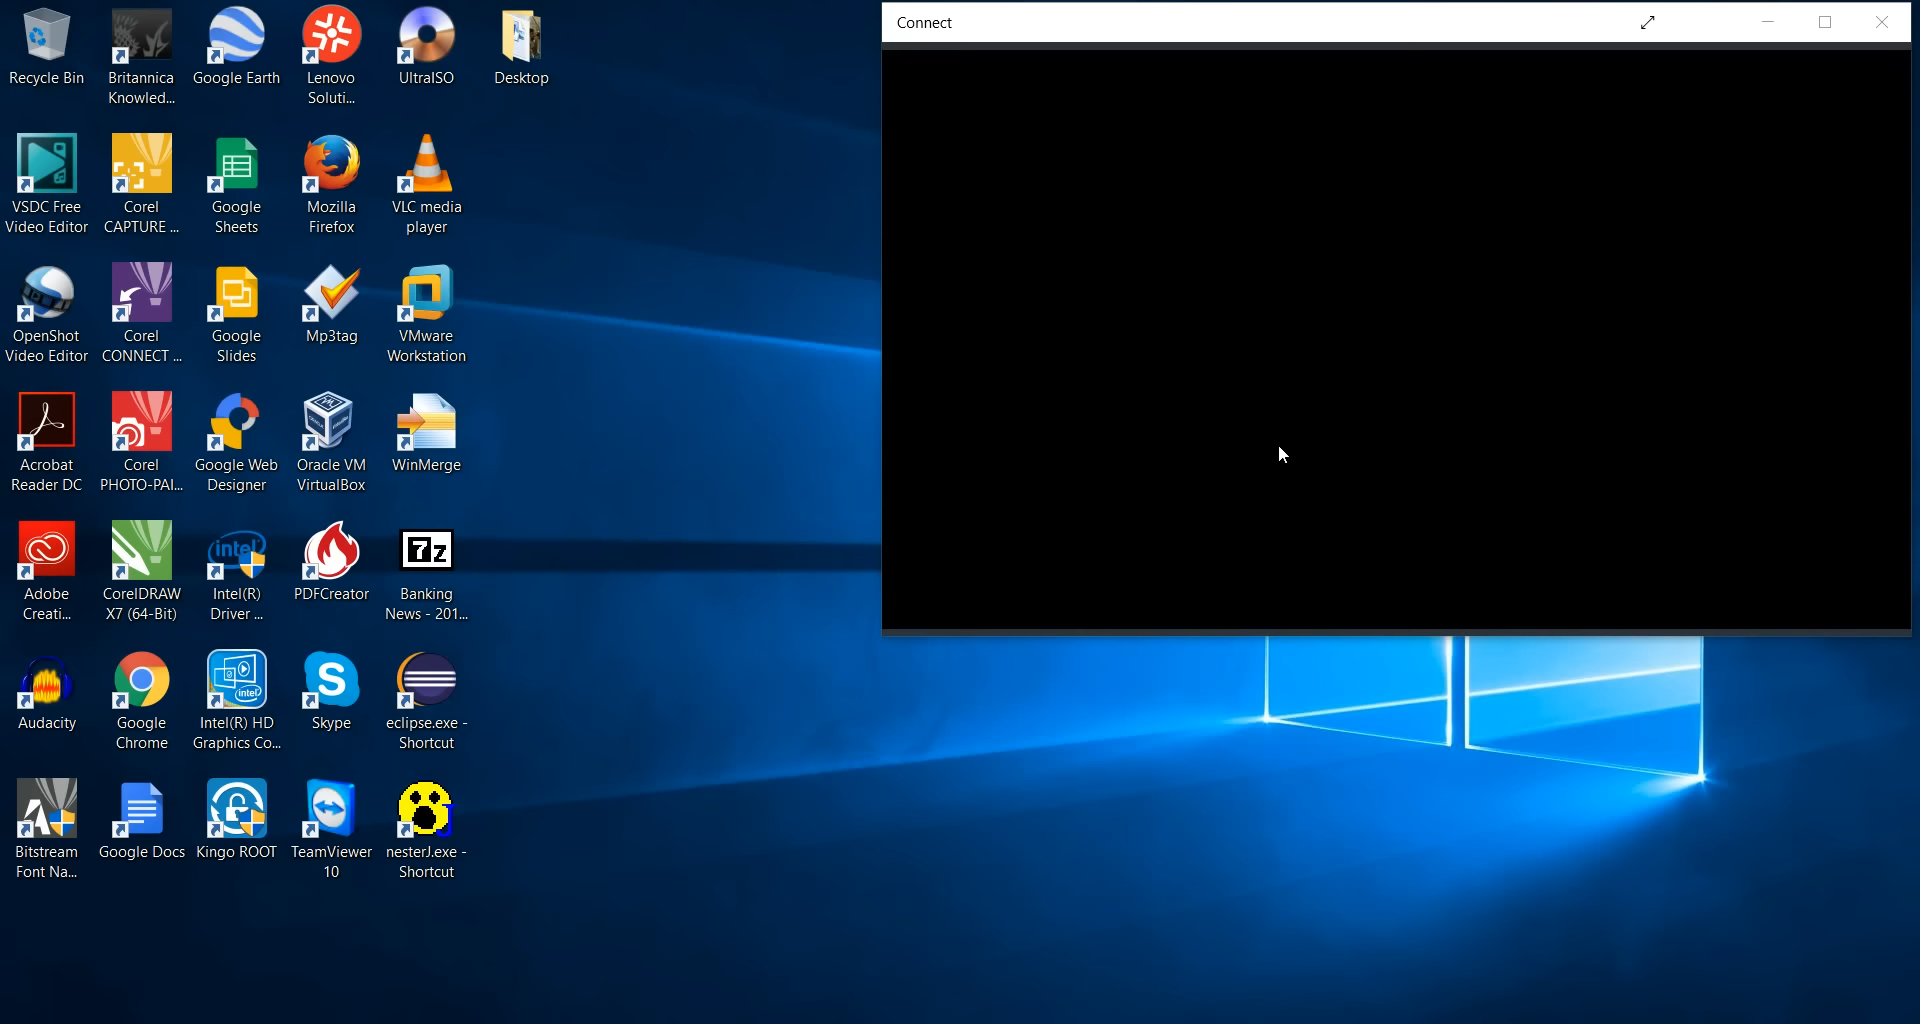 Connect
Recycle Bin
Britannica
Knowled...
Google Earth
Lenovo
Soluti...
UltraISO
Desktop
VSDC Free
Video Editor
Corel
CAPTURE ...
Google
Sheets
Mozilla
Firefox
VLC media
player
OpenShot
Video Editor
Corel
CONNECT ...
Google
Slides
Mp3tag
VMware
Workstation
Acrobat
Reader DC
Corel
PHOTO-PAI...
Google Web
Designer
Oracle VM
VirtualBox
WinMerge
Adobe
Creati...
CorelDRAW
X7 (64-Bit)
intel
Intel(R)
Driver ...
PDFCreator
7z
Banking
News - 201...
Audacity
Google
Chrome
intel
Intel(R) HD
Graphics Co...
S
Skype
eclipse.exe -
Shortcut
Bitstream
Font Na...
Google Docs
Kingo ROOT
TeamViewer
10
nesterJ.exe -
Shortcut